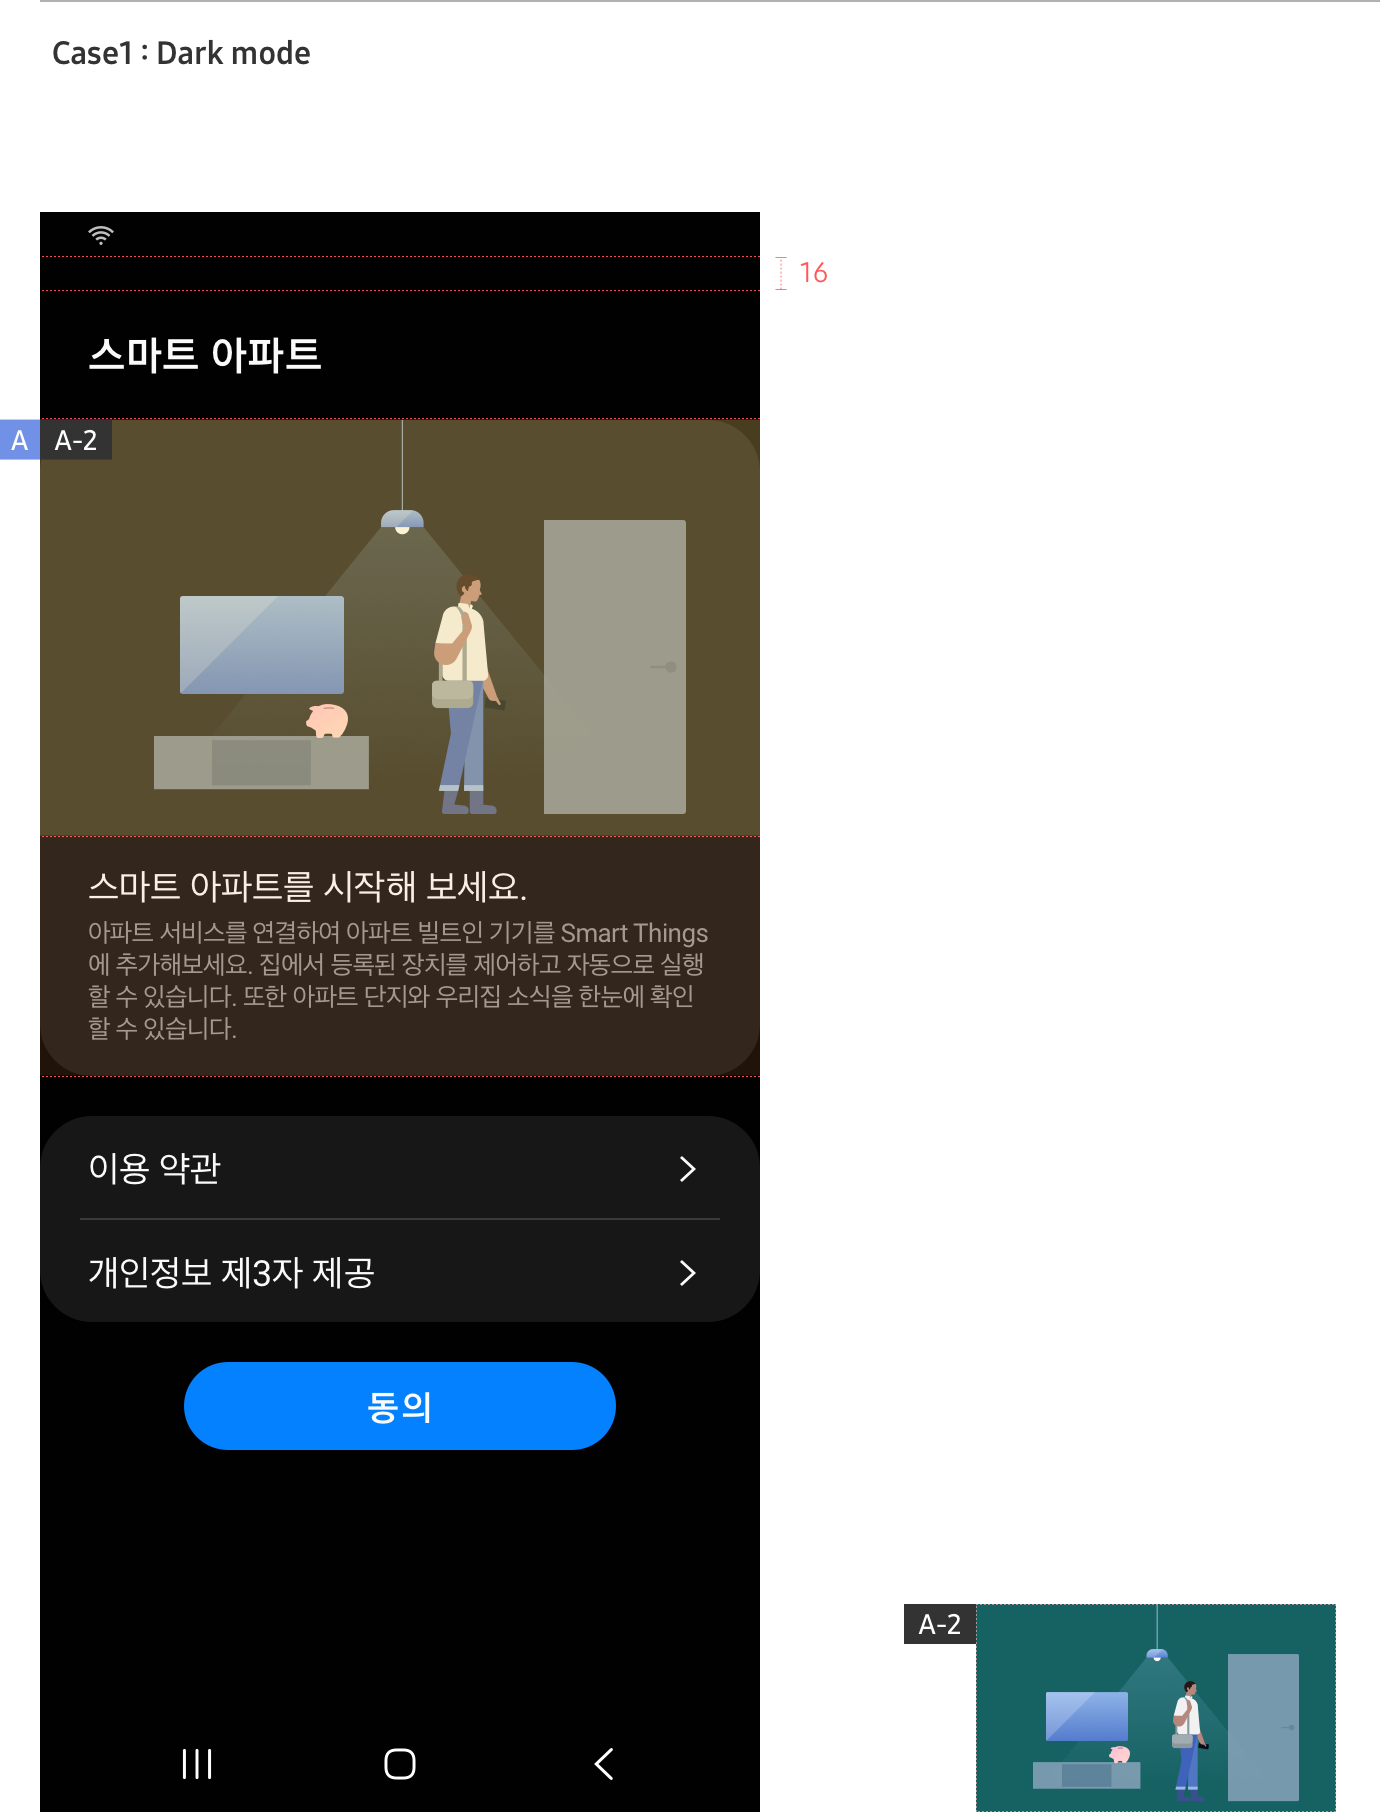 Case1 : Dark mode
16
스마트 아파트
A
A-2
스마트 아파트를 시작해 보세요.
아파트 서비스를 연결하여 아파트 빌트인 기기를 Smart Things
에 추가해보세요. 집에서 등록된 장치를 제어하고 자동으로 실행
할 수 있습니다. 또한 아파트 단지와 우리집 소식을 한눈에 확인
할 수 있습니다.
이용 약관
개인정보 제3자 제공
동의
A-2